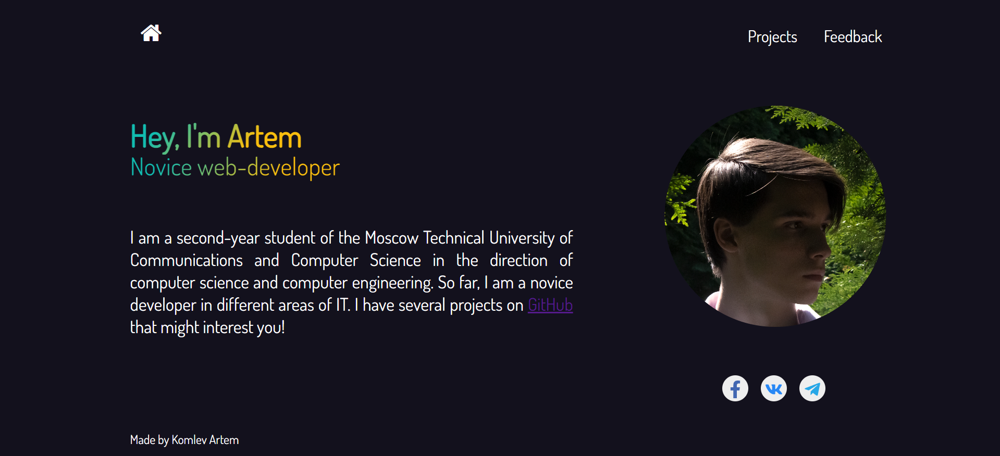 Projects Feedback
Hey, I'm Artem
Novice web-developer
I am a second-year student of the Moscow Technical University of
Communications and Computer Science in the direction of
computer science and computer engineering. So far, I am a novice
developer in different areas of IT. I have several projects on GitHub
that might interest you!
Made by Komlev Artem